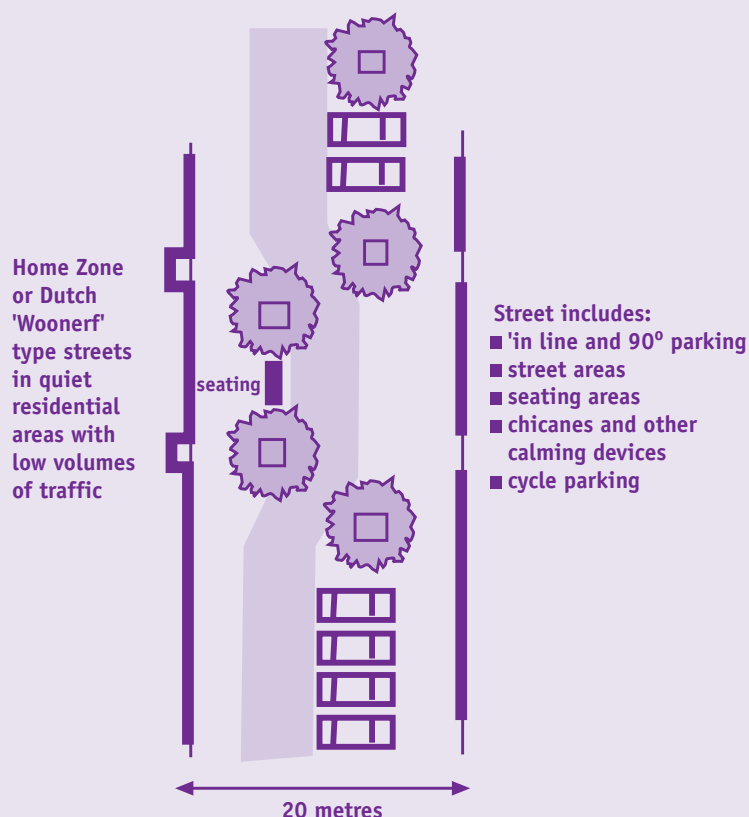 Home Zone
or Dutch
'Woonerf'
type streets
in quiet
residential
areas with
low volumes
of traffic
seating
Street includes:
'in line and 90º parking
street areas
seating areas
chicanes and other
calming devices
cycle parking
20 metres